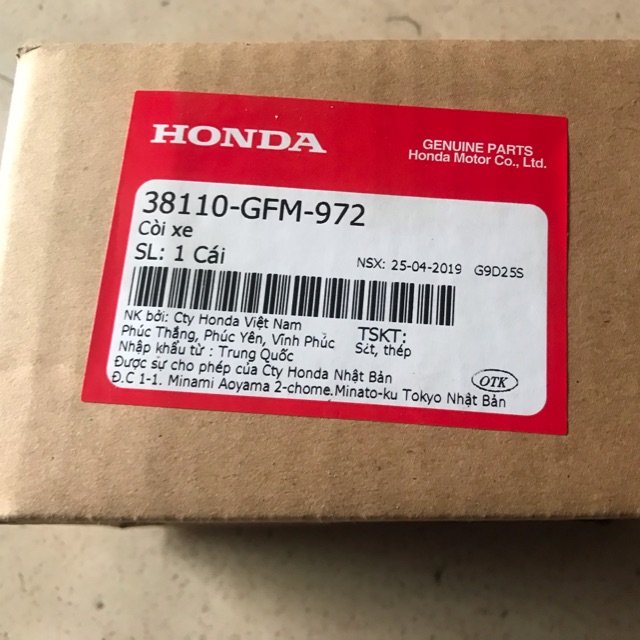 HONDA
GENUINE PARTS
Honda Motor Co., Ltd.
38110-GFM-972
Còi xe
SL: 1 Cái
NSX: 25-04-2019 G9D25S
NK bởi: Cty Honda Việt Nam
Phúc Thắng, Phúc Yên, Vĩnh Phúc
TSKT:
Sắt, thép
Nhập khẩu từ : Trung Quốc
Được sự cho phép của Cty Honda Nhật Bản
Đ.C 1-1. Minami Aoyama 2-chome.Minato-ku Tokyo Nhật Bản
OTK